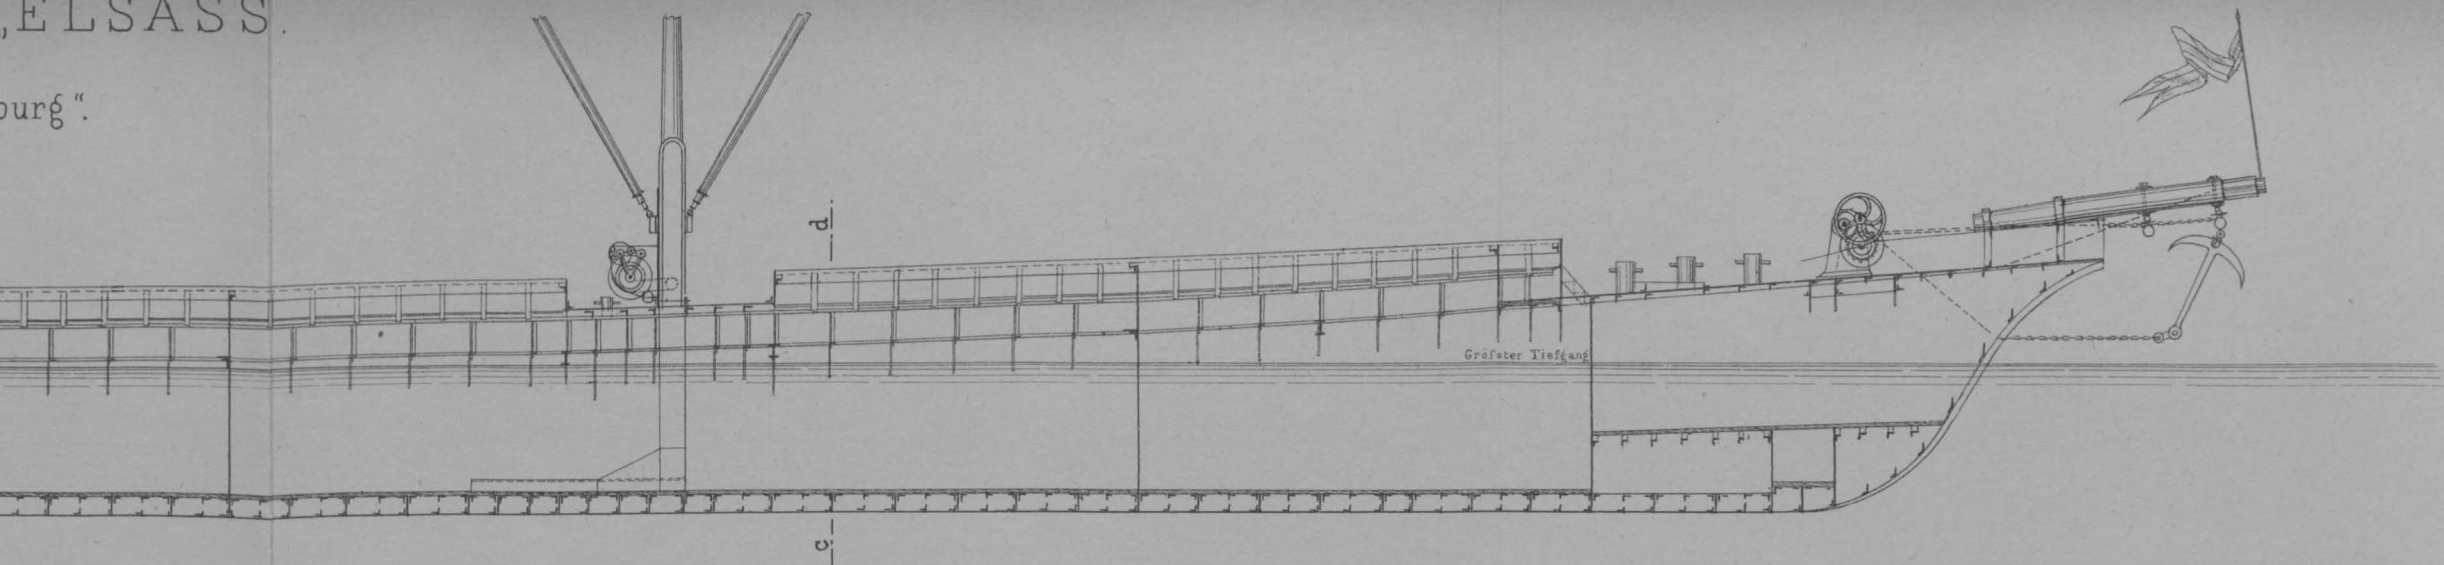 „ELSASS.
burg“.
d
Größter Tiefgang
c